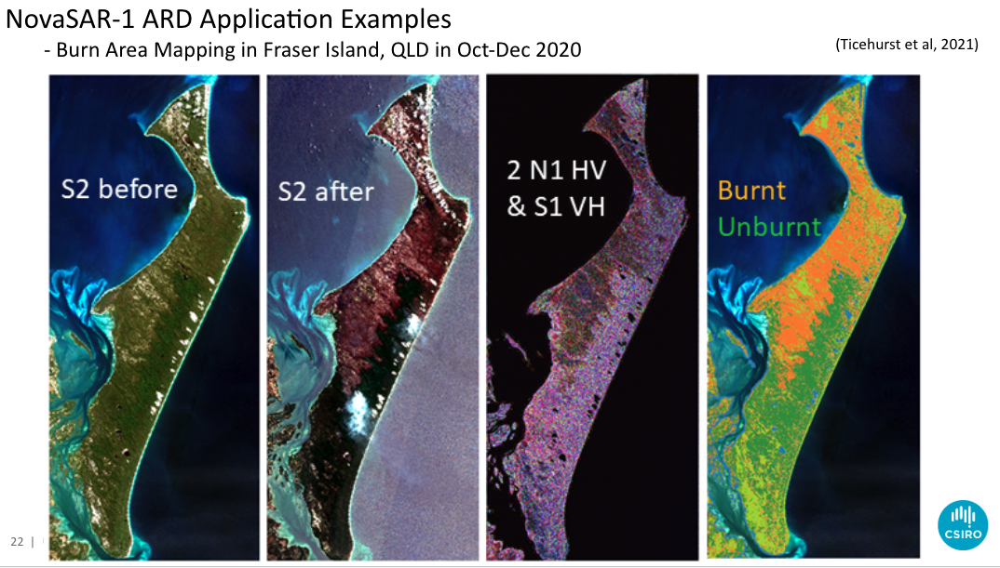 NovaSAR-1 ARD Application Examples
- Burn Area Mapping in Fraser Island, QLD in Oct-Dec 2020
(Ticehurst et al, 2021)
S2 before
S2 after
2 N1 HV
& S1 VH
Burnt
Unburnt
22 |
CSIRO